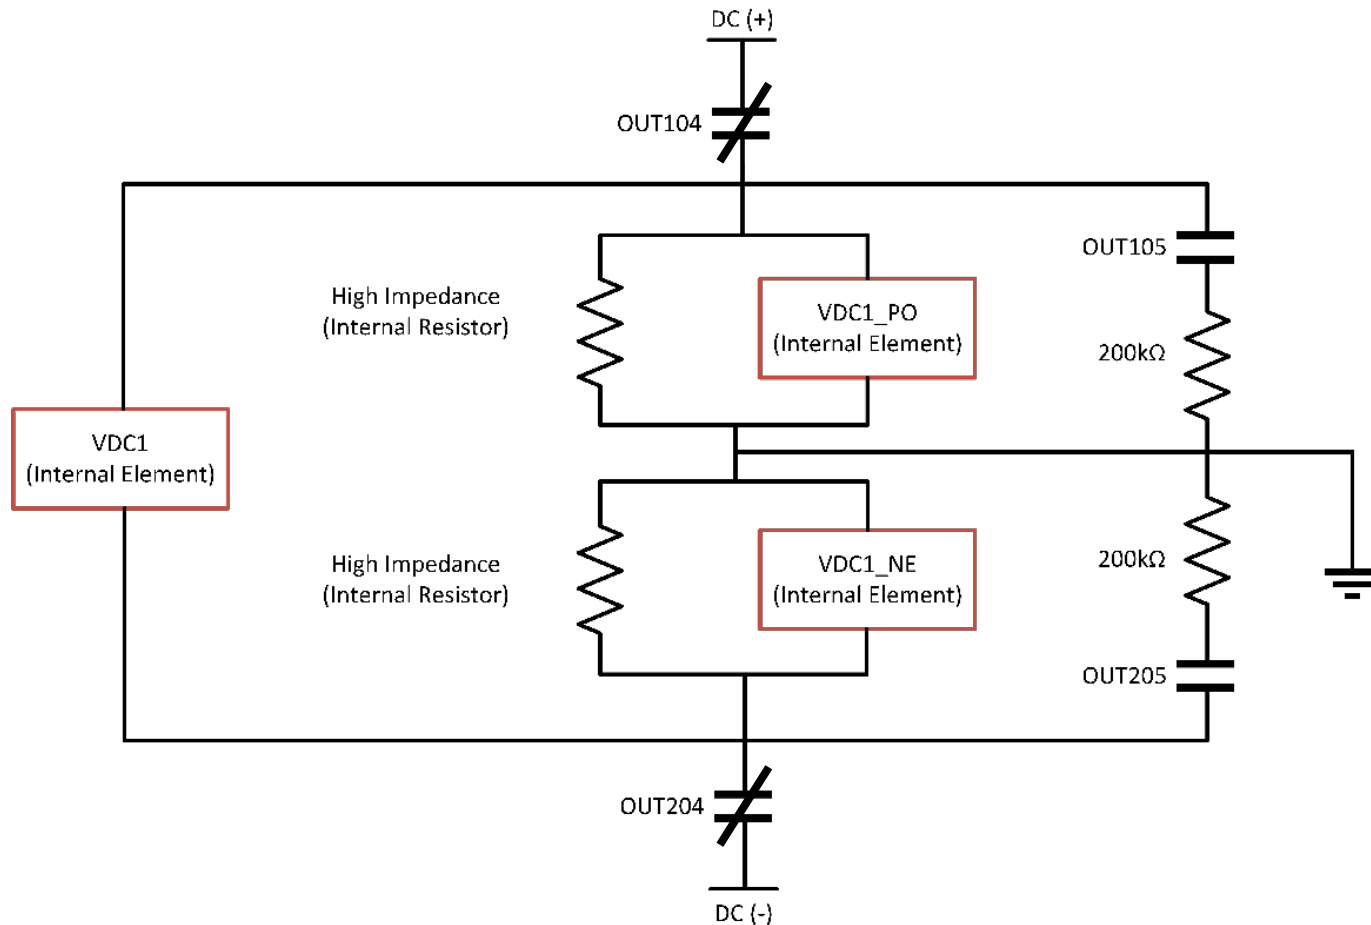 DC (+)
OUT104
OUT105
High Impedance
(Internal Resistor)
VDC1_PO
(Internal Element)
200kΩ
VDC1
(Internal Element)
High Impedance
(Internal Resistor)
VDC1_NE
(Internal Element)
200kΩ
OUT205
OUT204
DC (-)